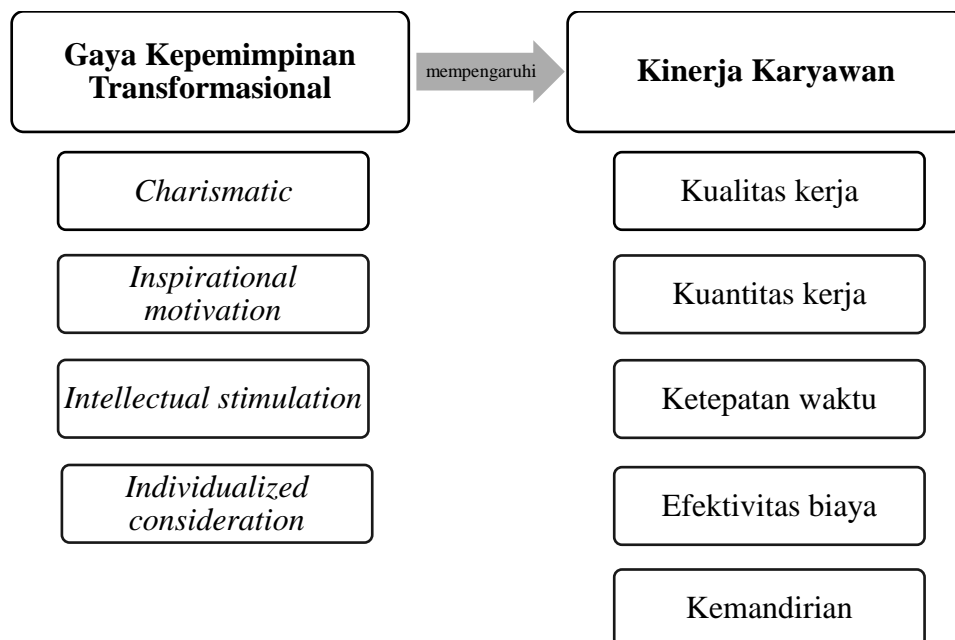 Gaya Kepemimpinan
Transformasional
mempengaruhi
Kinerja Karyawan
Charismatic
Inspirational
motivation
Intellectual stimulation
Individualized
consideration
Kualitas kerja
Kuantitas kerja
Ketepatan waktu
Efektivitas biaya
Kemandirian